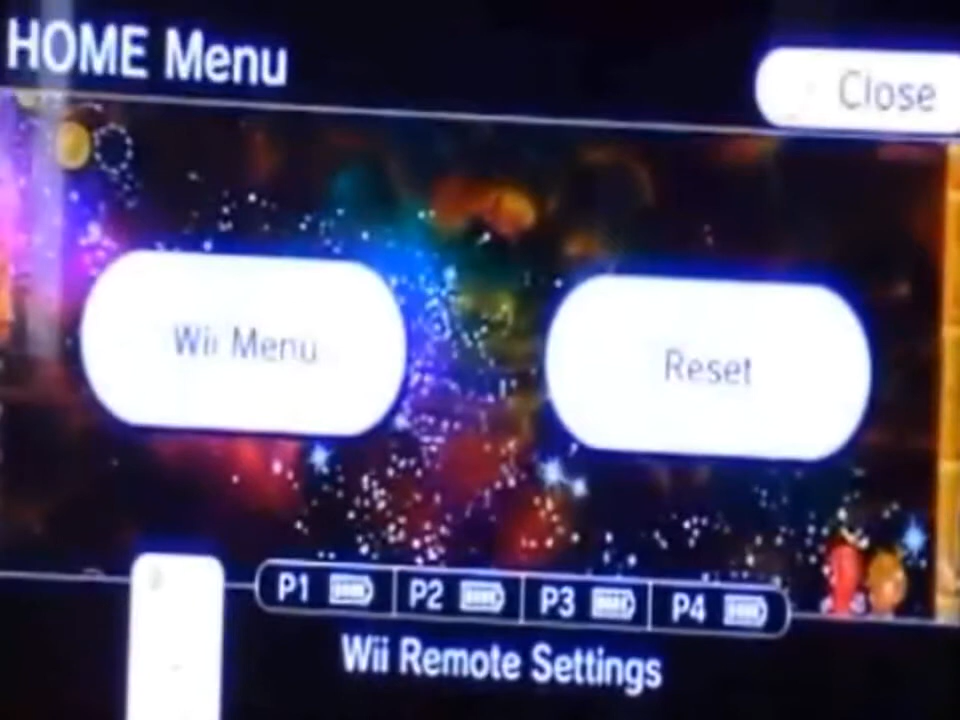 HOME Menu
Close
Wii Menu
Reset
P1 P2 P3 P4
Wii Remote Settings